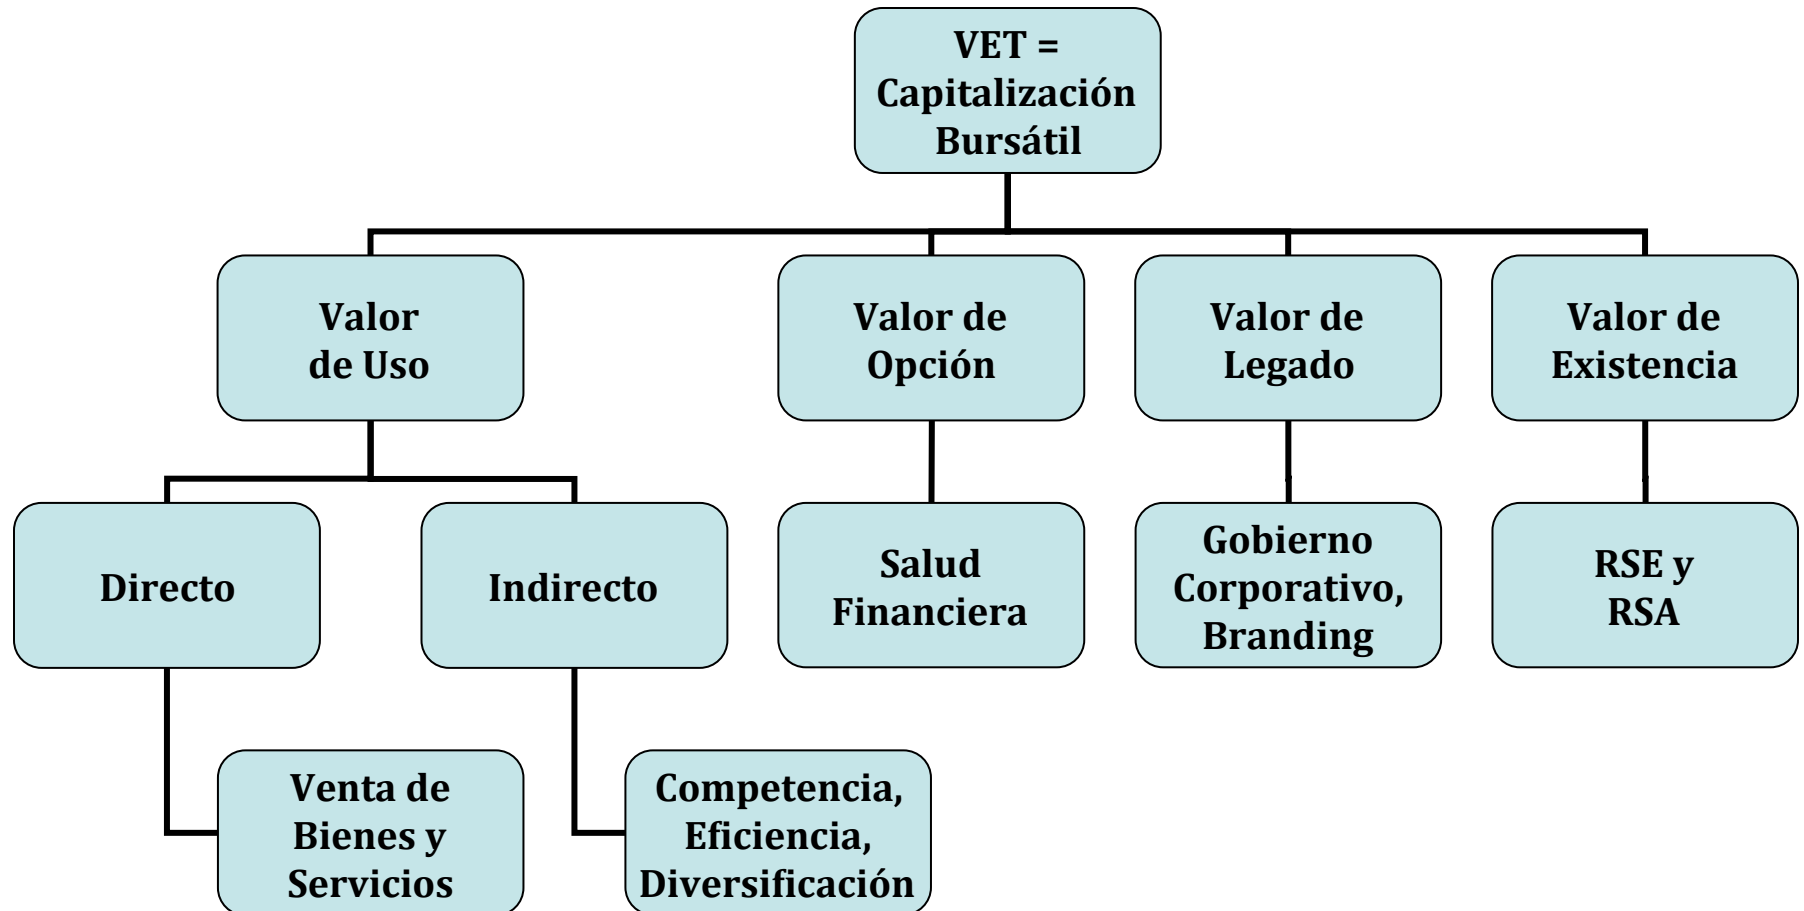 VET =
Capitalización
Bursátil
Valor
de Uso
Valor de
Opción
Valor de
Legado
Valor de
Existencia
Directo
Indirecto
Salud
Financiera
Gobierno
Corporativo,
Branding
RSE y
RSA
Venta de
Bienes y
Servicios
Competencia,
Eficiencia,
Diversificación